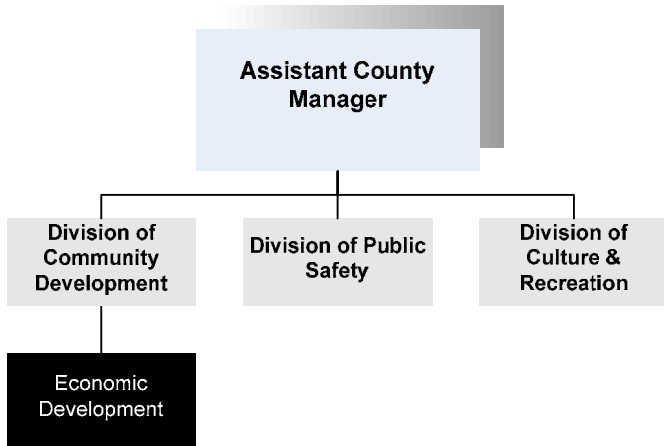 Assistant County
Manager
Division of
Community
Development
Division of Public
Safety
Division of
Culture &
Recreation
Economic
Development